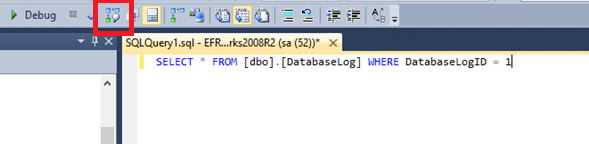 Debug
SQLQuery1.sql - EFR...rks2008R2 (sa (52))*
SELECT * FROM [dbo].[DatabaseLog] WHERE DatabaseLogID = 1